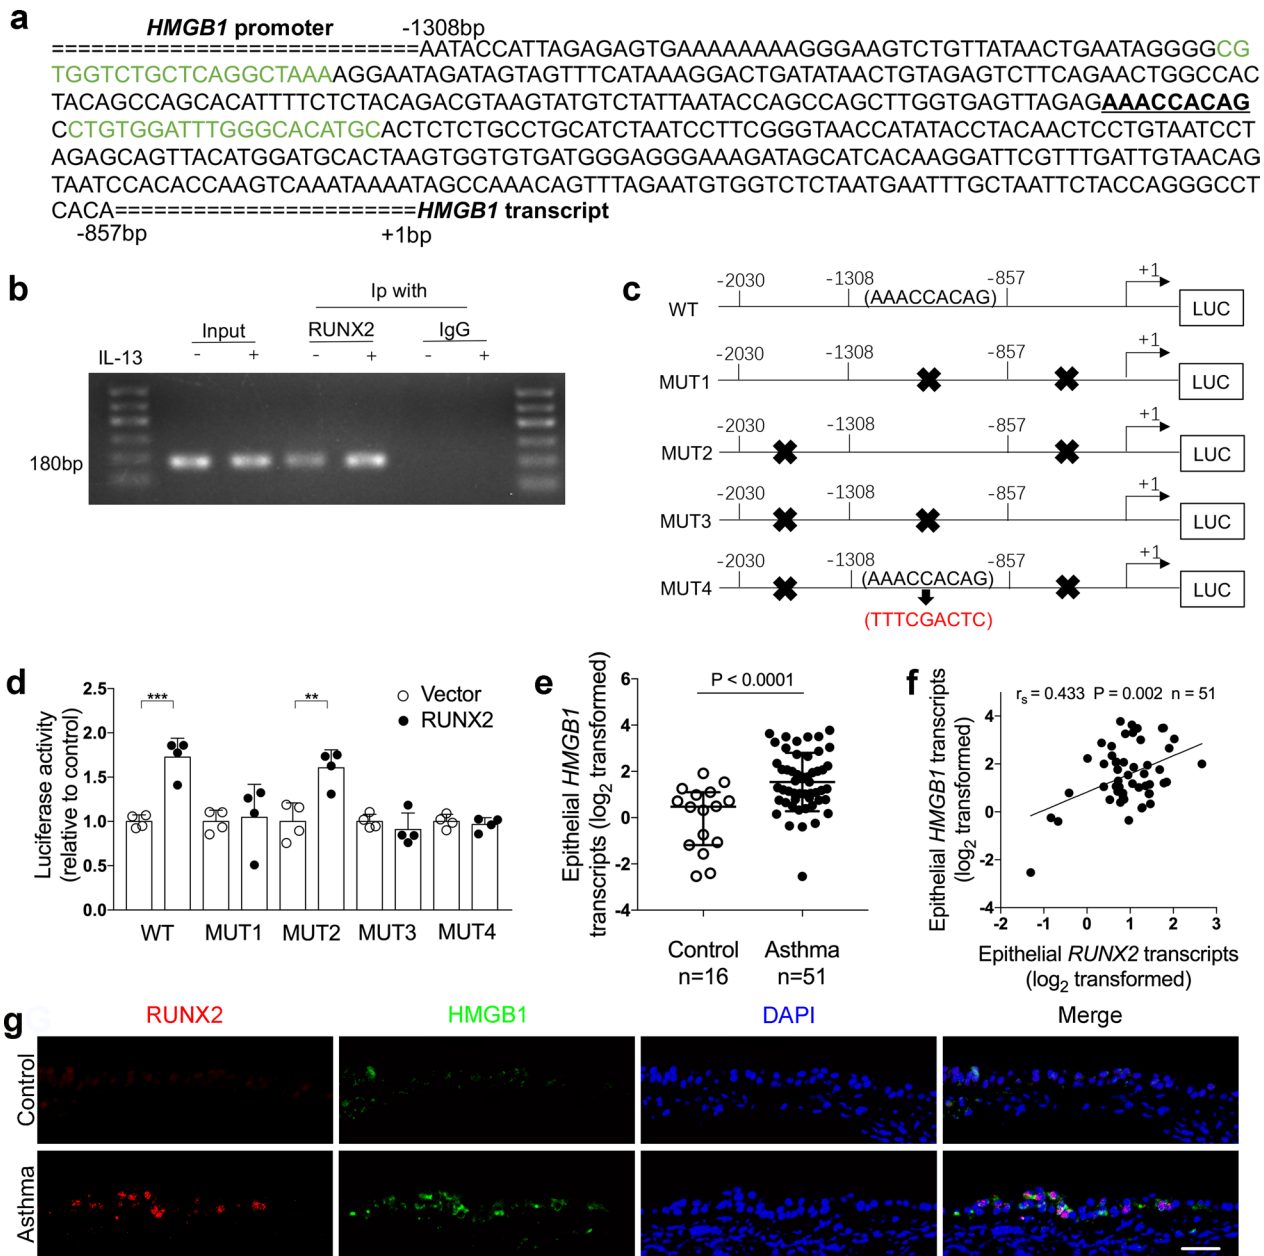 a
HMGB1 promoter -1308bp
============================AATACCATTAGAGAGTGAAAAAAAAGGGAAGTCTGTTATAACTGAATAGGGGCG
TGGTCTGCTCAGGCTAAAAGGAATAGATAGTAGTTTCATAAAGGACTGATATAACTGTAGAGTCTTCAGAACTGGCCAC
TACAGCCAGCACATTTTCTCTACAGACGTAAGTATGTCTATTAATACCAGCCAGCTTGGTGAGTTAGAGAAACCACAG
CCTGTGGATTTGGGCACATGCACTCTCTGCCTGCATCTAATCCTTCGGGTAACCATATACCTACAACTCCTGTAATCCT
AGAGCAGTTACATGGATGCACTAAGTGGTGTGATGGGAGGGAAAGATAGCATCACAAGGATTCGTTTGATTGTAACAG
TAATCCACACCAAGTCAAATAAAATAGCCAAACAGTTTAGAATGTGGTCTCTAATGAATTTGCTAATTCTACCAGGGCCT
CACA=======================HMGB1 transcript
-857bp +1bp
b
Ip with
Input RUNX2 IgG
IL-13 - + - + - +
180bp
c
WT -2030 -1308 (AAACCACAG) -857 +1 LUC
MUT1 -2030 -1308 -857 +1 LUC
MUT2 -2030 -1308 -857 +1 LUC
MUT3 -2030 -1308 -857 +1 LUC
MUT4 -2030 -1308 (AAACCACAG) -857 +1 LUC
(TTTCGACTC)
d
Luciferase activity
(relative to control)
2.5
2.0
1.5
1.0
0.5
0.0
*** **
Vector
RUNX2
WT MUT1 MUT2 MUT3 MUT4
e
Epithelial HMGB1
transcripts (log2 transformed)
6
4
2
0
-2
-4
P < 0.0001
Control Asthma
n=16 n=51
f
Epithelial HMGB1 transcripts
(log2 transformed)
rs = 0.433 P = 0.002 n = 51
4
2
0
-2
-4
-2 -1 0 1 2 3
Epithelial RUNX2 transcripts
(log2 transformed)
g
RUNX2 HMGB1 DAPI Merge
Control
Asthma